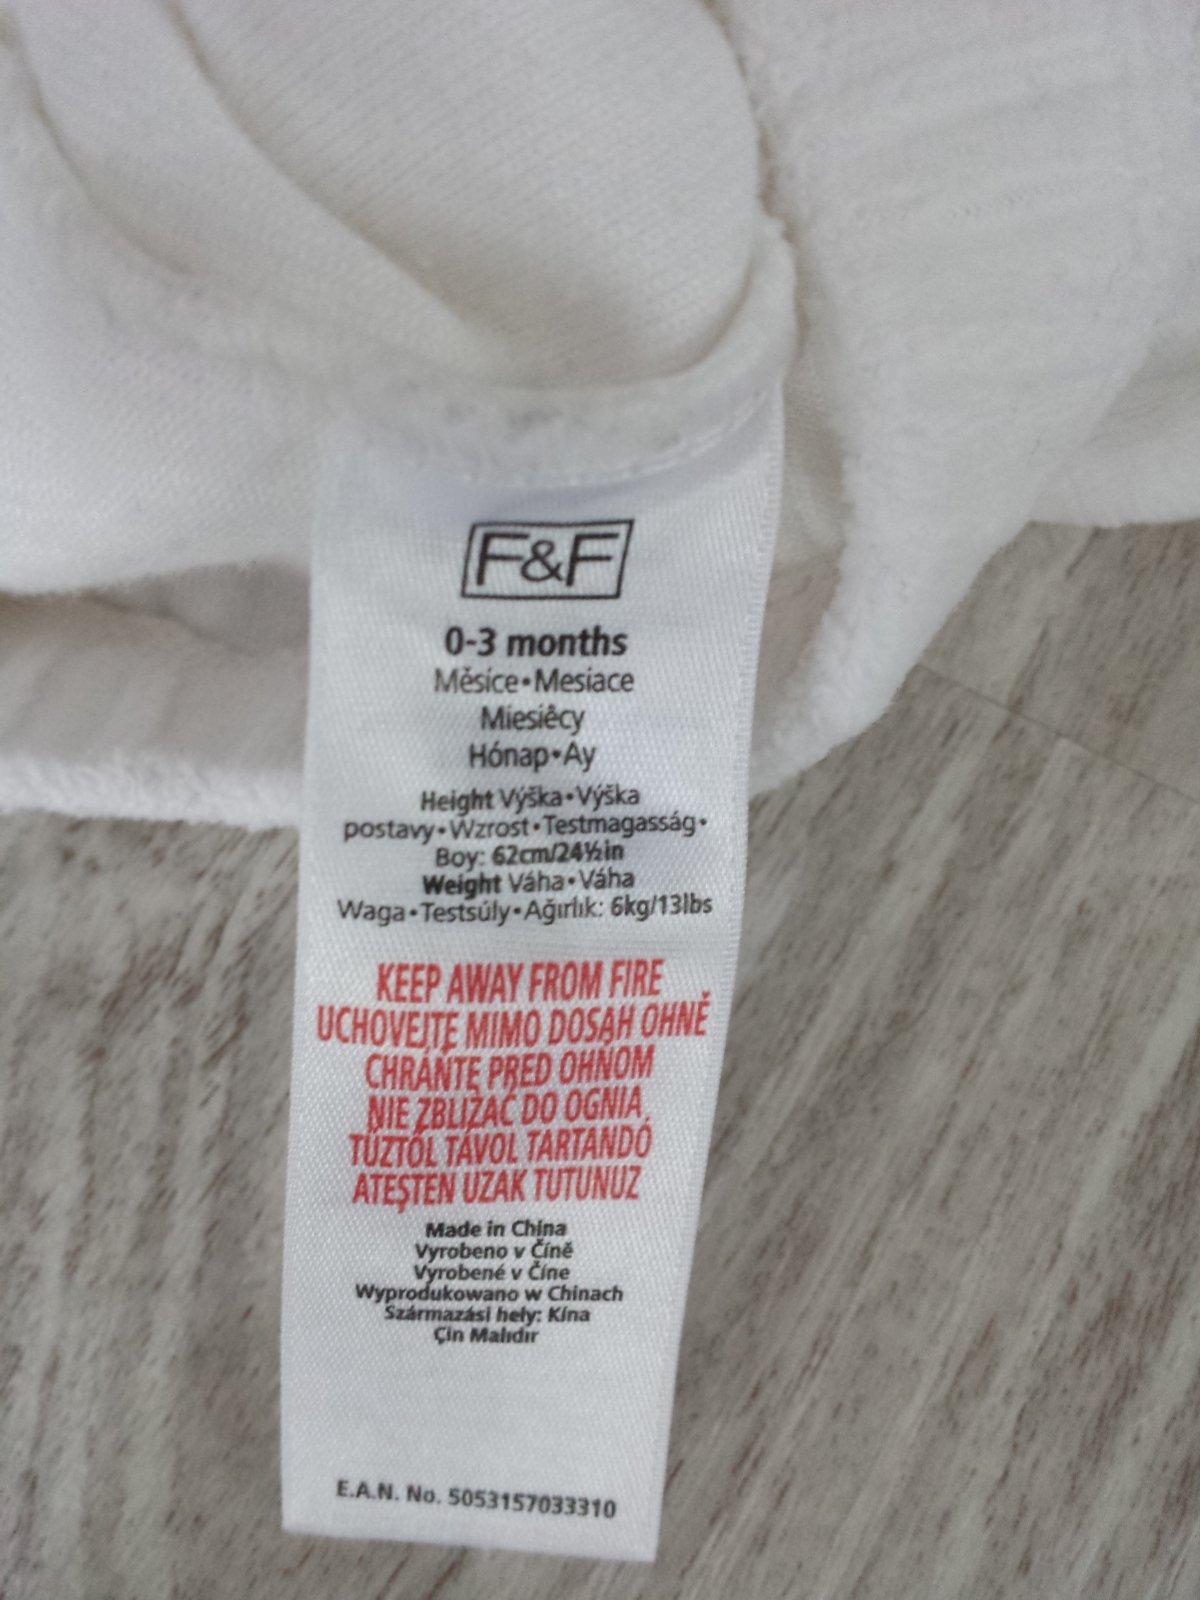 F&F
0-3 months
Měsíce•Mesiace
Miesiêcy
Hónap•Ay
Height Výška•Výška
postavy•Wzrost•Testmagasság•
Boy: 62cm/24½in
Weight Váha•Váha
Waga•Testsúly•Ağırlık: 6kg/13lbs
KEEP AWAY FROM FIRE
UCHOVEJTE MIMO DOSAH OHNĚ
CHRÁŇTE PRED OHŇOM
NIE ZBLIŻAĆ DO OGNIA
TŰZTŐL TÁVOL TARTANDÓ
ATEŞTEN UZAK TUTUNUZ
Made in China
Vyrobeno v Číně
Vyrobené v Číne
Wyprodukowano w Chinach
Származási hely: Kína
Çin Malıdır
E.A.N. No. 5053157033310